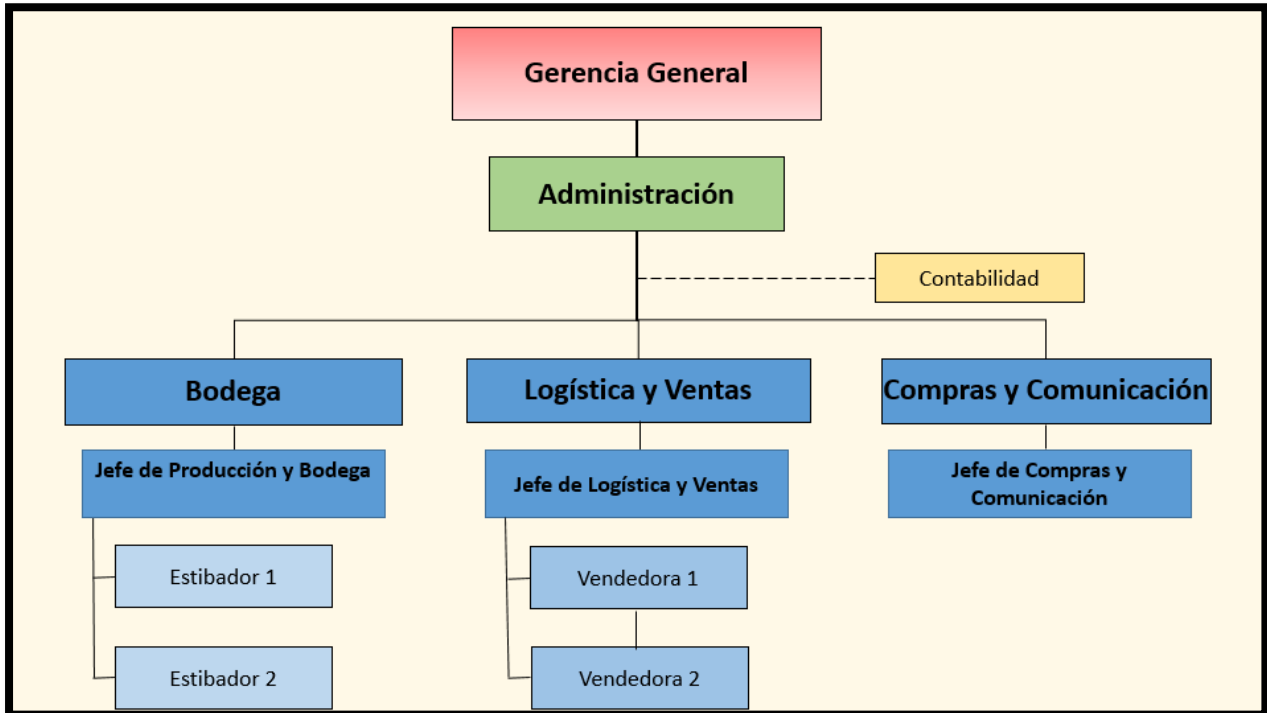 Gerencia General
Administración
Contabilidad
Bodega
Logística y Ventas
Compras y Comunicación
Jefe de Producción y Bodega
Jefe de Logística y Ventas
Jefe de Compras y
Comunicación
Estibador 1
Vendedora 1
Estibador 2
Vendedora 2